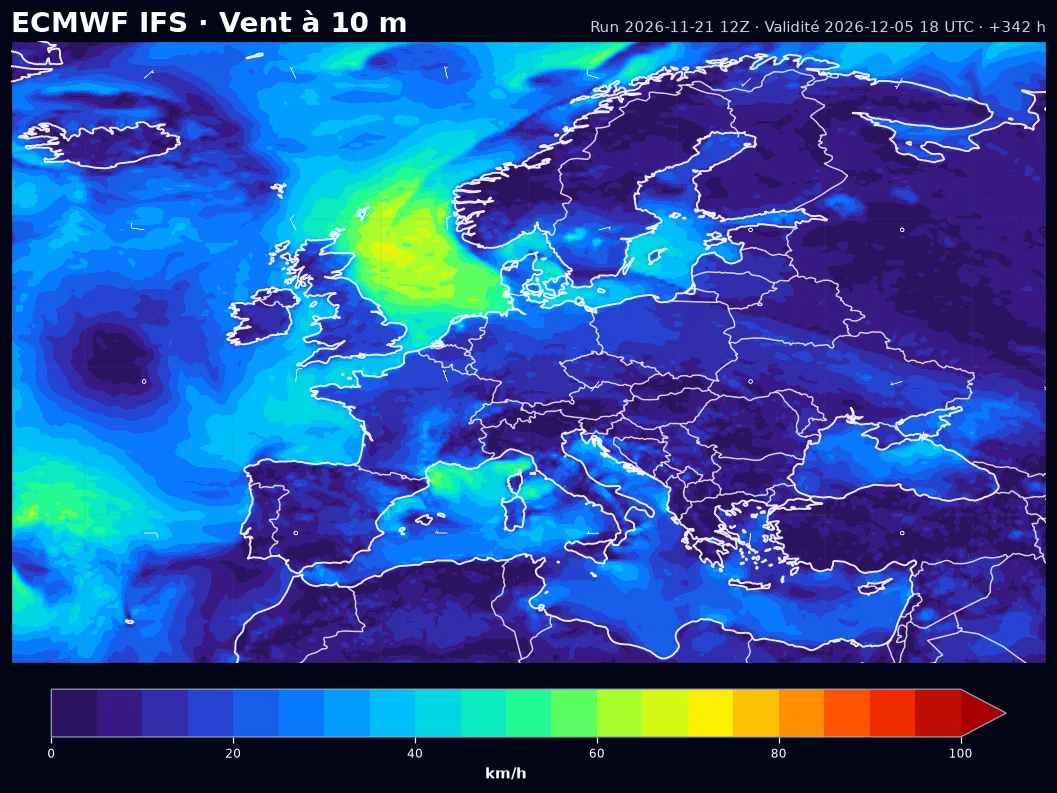 ECMWF IFS · Vent à 10 m
Run 2026-11-21 12Z · Validité 2026-12-05 18 UTC · +342 h
0 20 40 60 80 100
km/h